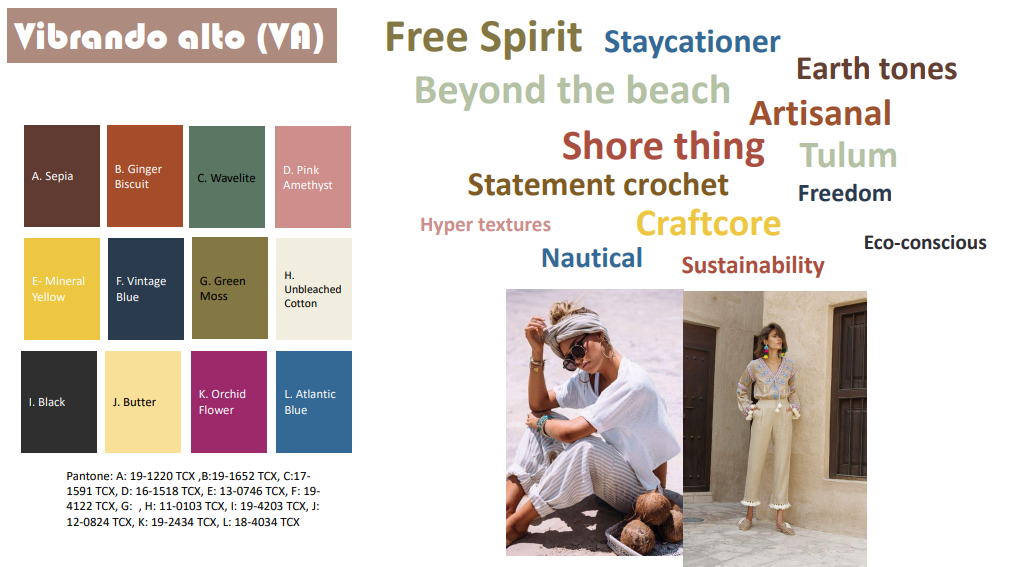 Vibrando alto (VA)
Free Spirit
Staycationer
Earth tones
Beyond the beach
Artisanal
Shore thing
Tulum
Statement crochet
Freedom
Hyper textures
Craftcore
Eco-conscious
Nautical
Sustainability
A. Sepia
B. Ginger
Biscuit
C. Wavelite
D. Pink
Amethyst
E- Mineral
Yellow
F. Vintage
Blue
G. Green
Moss
H.
Unbleached
Cotton
I. Black
J. Butter
K. Orchid
Flower
L. Atlantic
Blue
Pantone: A: 19-1220 TCX ,B:19-1652 TCX, C:17-
1591 TCX, D: 16-1518 TCX, E: 13-0746 TCX, F: 19-
4122 TCX, G:  , H: 11-0103 TCX, I: 19-4203 TCX, J:
12-0824 TCX, K: 19-2434 TCX, L: 18-4034 TCX